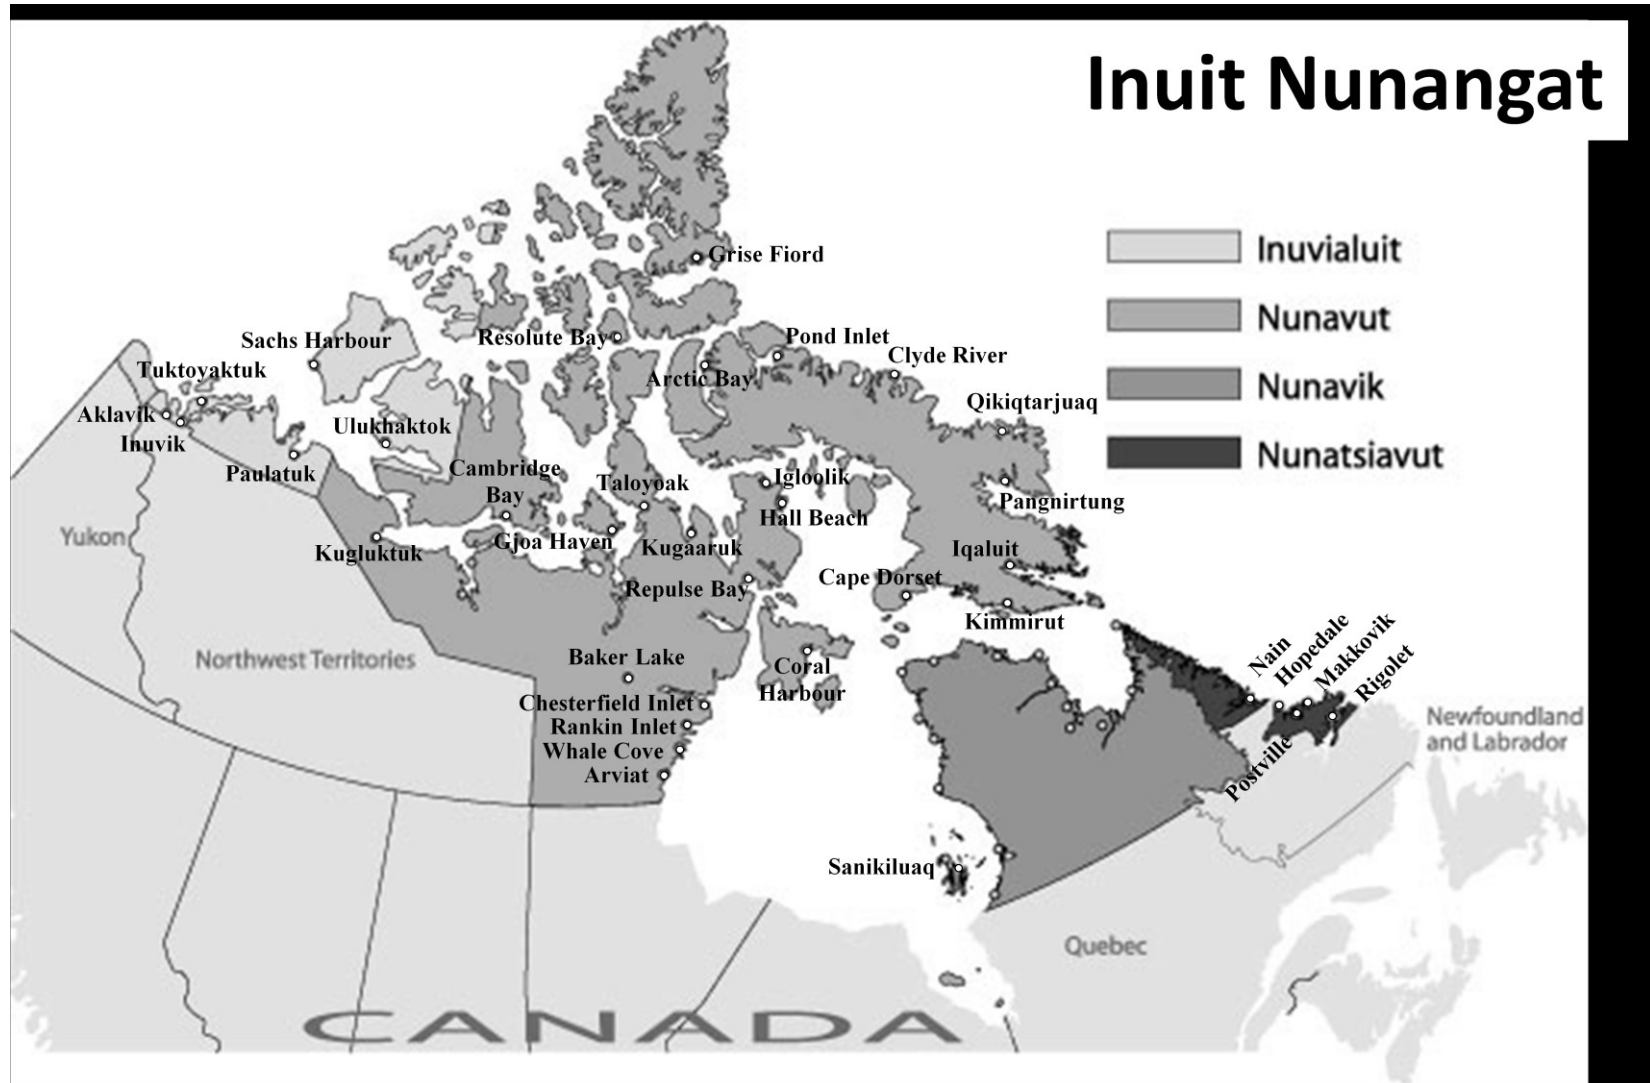 Inuit Nunangat
Inuvialuit
Nunavut
Nunavik
Nunatsiavut
Grise Fiord
Sachs Harbour
Resolute Bay
Pond Inlet
Clyde River
Tuktoyaktuk
Arctic Bay
Aklavik
Qikiqtarjuaq
Inuvik
Ulukhaktok
Paulatuk
Cambridge
Bay
Taloyoak
Igloolik
Pangnirtung
Hall Beach
Yukon
Kugluktuk
Gjoa Haven
Kugaaruk
Iqaluit
Repulse Bay
Cape Dorset
Kimmirut
Northwest Territories
Baker Lake
Coral
Harbour
Nain
Hopedale
Makkovik
Rigolet
Chesterfield Inlet
Rankin Inlet
Whale Cove
Arviat
Postville
Newfoundland
and Labrador
Sanikiluaq
Quebec
CANADA